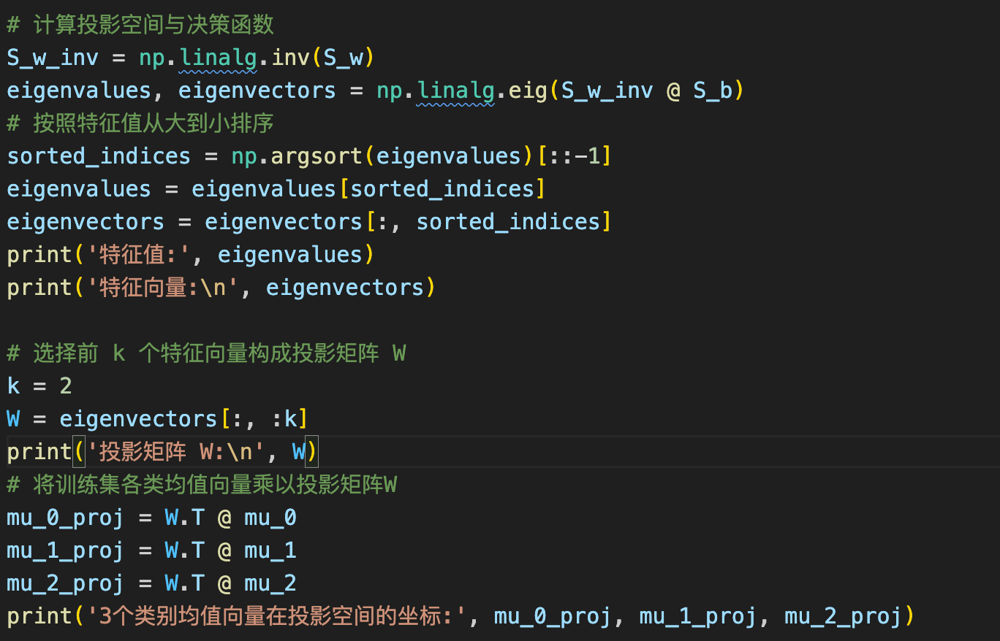 # 计算投影空间与决策函数
S_w_inv = np.linalg.inv(S_w)
eigenvalues, eigenvectors = np.linalg.eig(S_w_inv @ S_b)
# 按照特征值从大到小排序
sorted_indices = np.argsort(eigenvalues)[::-1]
eigenvalues = eigenvalues[sorted_indices]
eigenvectors = eigenvectors[:, sorted_indices]
print('特征值:', eigenvalues)
print('特征向量:\n', eigenvectors)
# 选择前 k 个特征向量构成投影矩阵 W
k = 2
W = eigenvectors[:, :k]
print('投影矩阵 W:\n', W)
# 将训练集各类均值向量乘以投影矩阵W
mu_0_proj = W.T @ mu_0
mu_1_proj = W.T @ mu_1
mu_2_proj = W.T @ mu_2
print('3个类别均值向量在投影空间的坐标:', mu_0_proj, mu_1_proj, mu_2_proj)